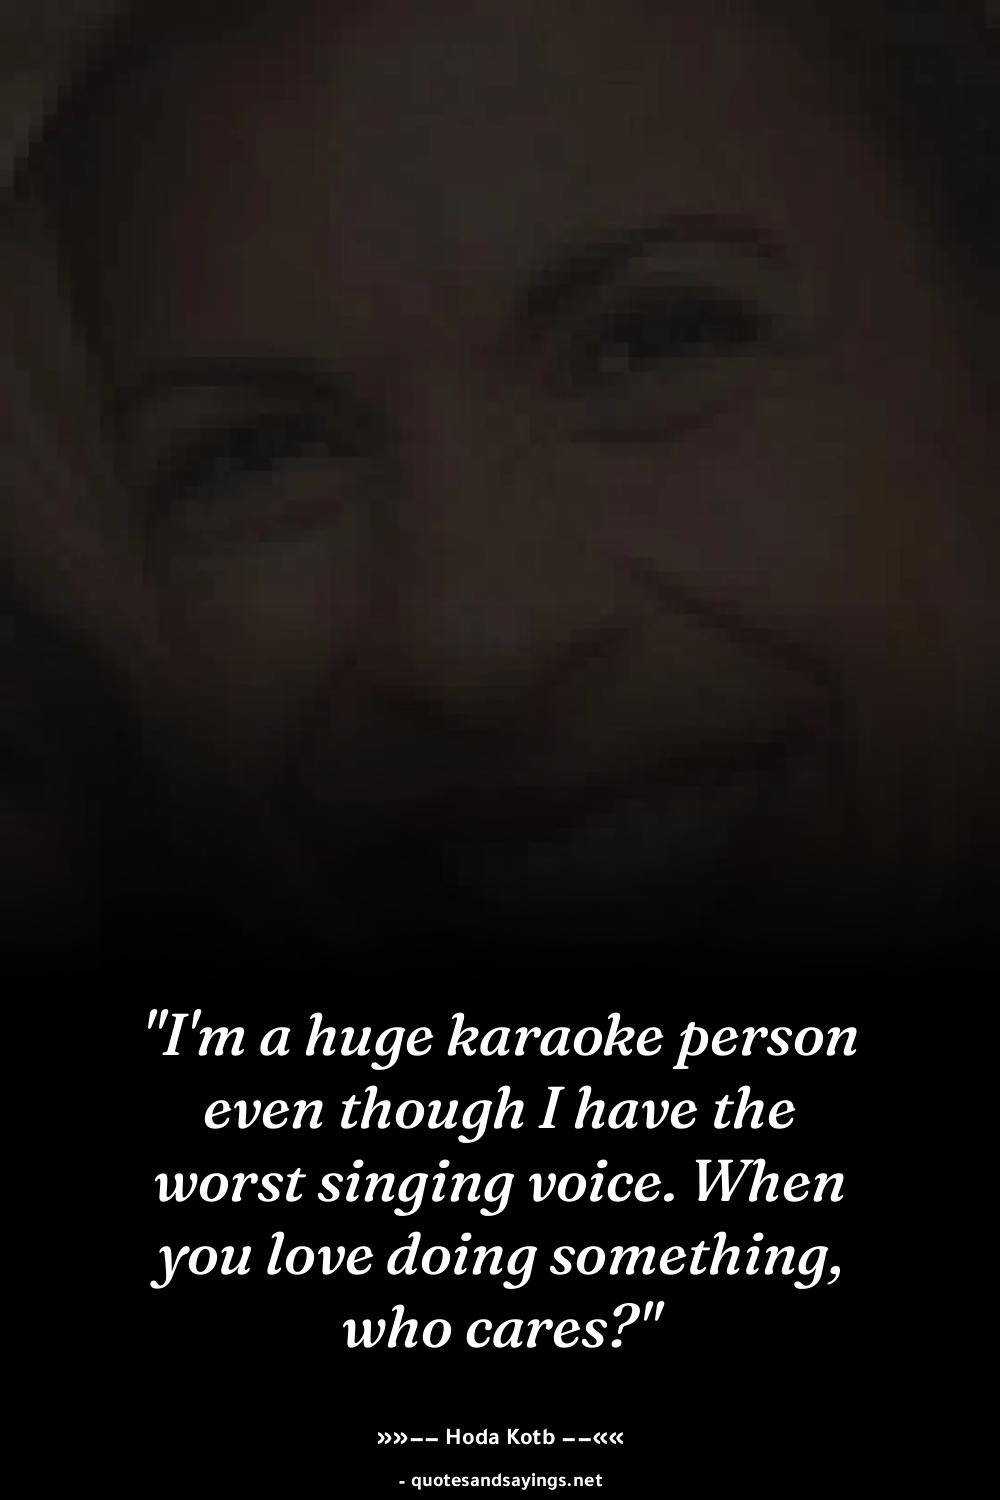 "I'm a huge karaoke person
even though I have the
worst singing voice. When
you love doing something,
who cares?"
»»–– Hoda Kotb ––««
- quotesandsayings.net